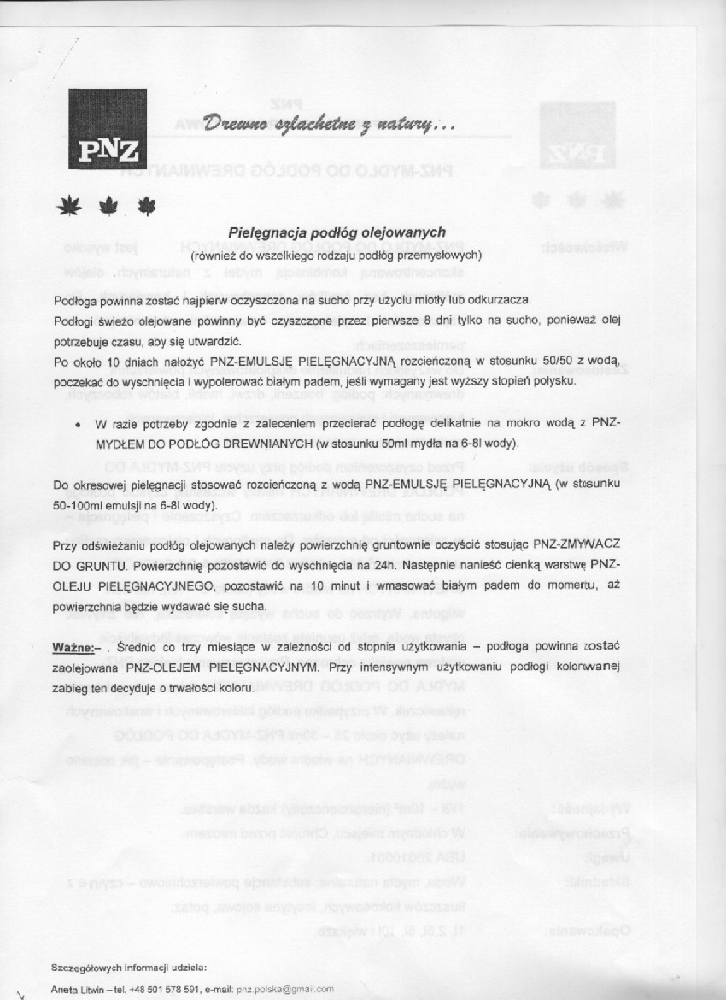 PNZ
Drewno szlachetne z natury...
Pielęgnacja podłóg olejowanych
(również do wszelkiego rodzaju podłóg przemysłowych)
Podłoga powinna zostać najpierw oczyszczona na sucho przy użyciu miotły lub odkurzacza.
Podłogi świeżo olejowane powinny być czyszczone przez pierwsze 8 dni tylko na sucho, ponieważ olej
potrzebuje czasu, aby się utwardzić.
Po około 10 dniach nałożyć PNZ-EMULSJĘ PIELĘGNACYJNĄ rozcieńczoną w stosunku 50/50 z wodą,
poczekać do wyschnięcia i wypolerować białym padem, jeśli wymagany jest wyższy stopień połysku.
• W razie potrzeby zgodnie z zaleceniem przecierać podłogę delikatnie na mokro wodą z PNZ-
MYDŁEM DO PODŁÓG DREWNIANYCH (w stosunku 50ml mydła na 6-8l wody).
Do okresowej pielęgnacji stosować rozcieńczoną z wodą PNZ-EMULSJĘ PIELĘGNACYJNĄ (w stosunku
50-100ml emulsji na 6-8l wody).
Przy odświeżaniu podłóg olejowanych należy powierzchnię gruntownie oczyścić stosując PNZ-ZMYWACZ
DO GRUNTU. Powierzchnię pozostawić do wyschnięcia na 24h. Następnie nanieść cienką warstwę PNZ-
OLEJU PIELĘGNACYJNEGO, pozostawić na 10 minut i wmasować białym padem do momentu, aż
powierzchnia będzie wydawać się sucha.
Ważne:– . Średnio co trzy miesiące w zależności od stopnia użytkowania – podłoga powinna zostać
zaolejowana PNZ-OLEJEM PIELĘGNACYJNYM. Przy intensywnym użytkowaniu podłogi kolorowanej
zabieg ten decyduje o trwałości koloru.
Szczegółowych informacji udziela:
Aneta Litwin – tel. +48 501 578 591, e-mail: pnz.polska@gmail.com